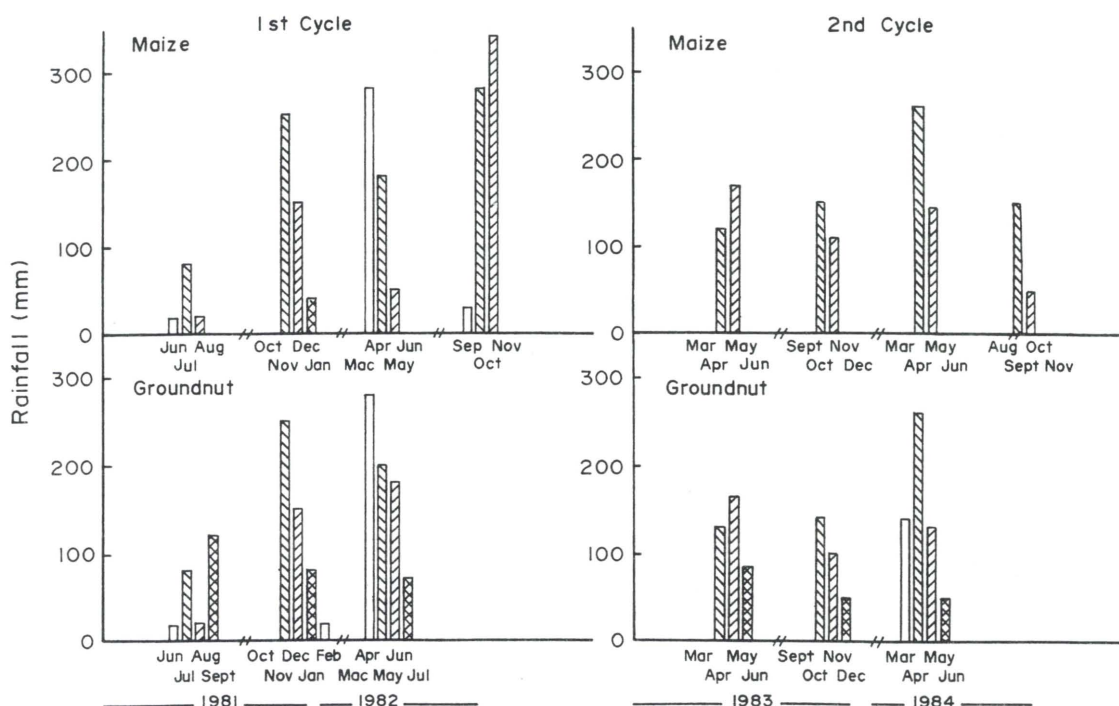 1st Cycle
2nd Cycle
Maize
Maize
300
200
100
0
300
200
100
0
Jun Aug
Jul
Oct Dec
Nov Jan
Apr Jun
Mac May
Sep Nov
Oct
Mar May
Apr Jun
Sept Nov
Oct Dec
Mar May
Apr Jun
Aug Oct
Sept Nov
Rainfall (mm)
Groundnut
Groundnut
300
200
100
0
300
200
100
0
Jun Aug
Jul Sept
Oct Dec Feb
Nov Jan
Apr Jun
Mac May Jul
Mar May
Apr Jun
Sept Nov
Oct Dec
Mar May
Apr Jun
1981
1982
1983
1984